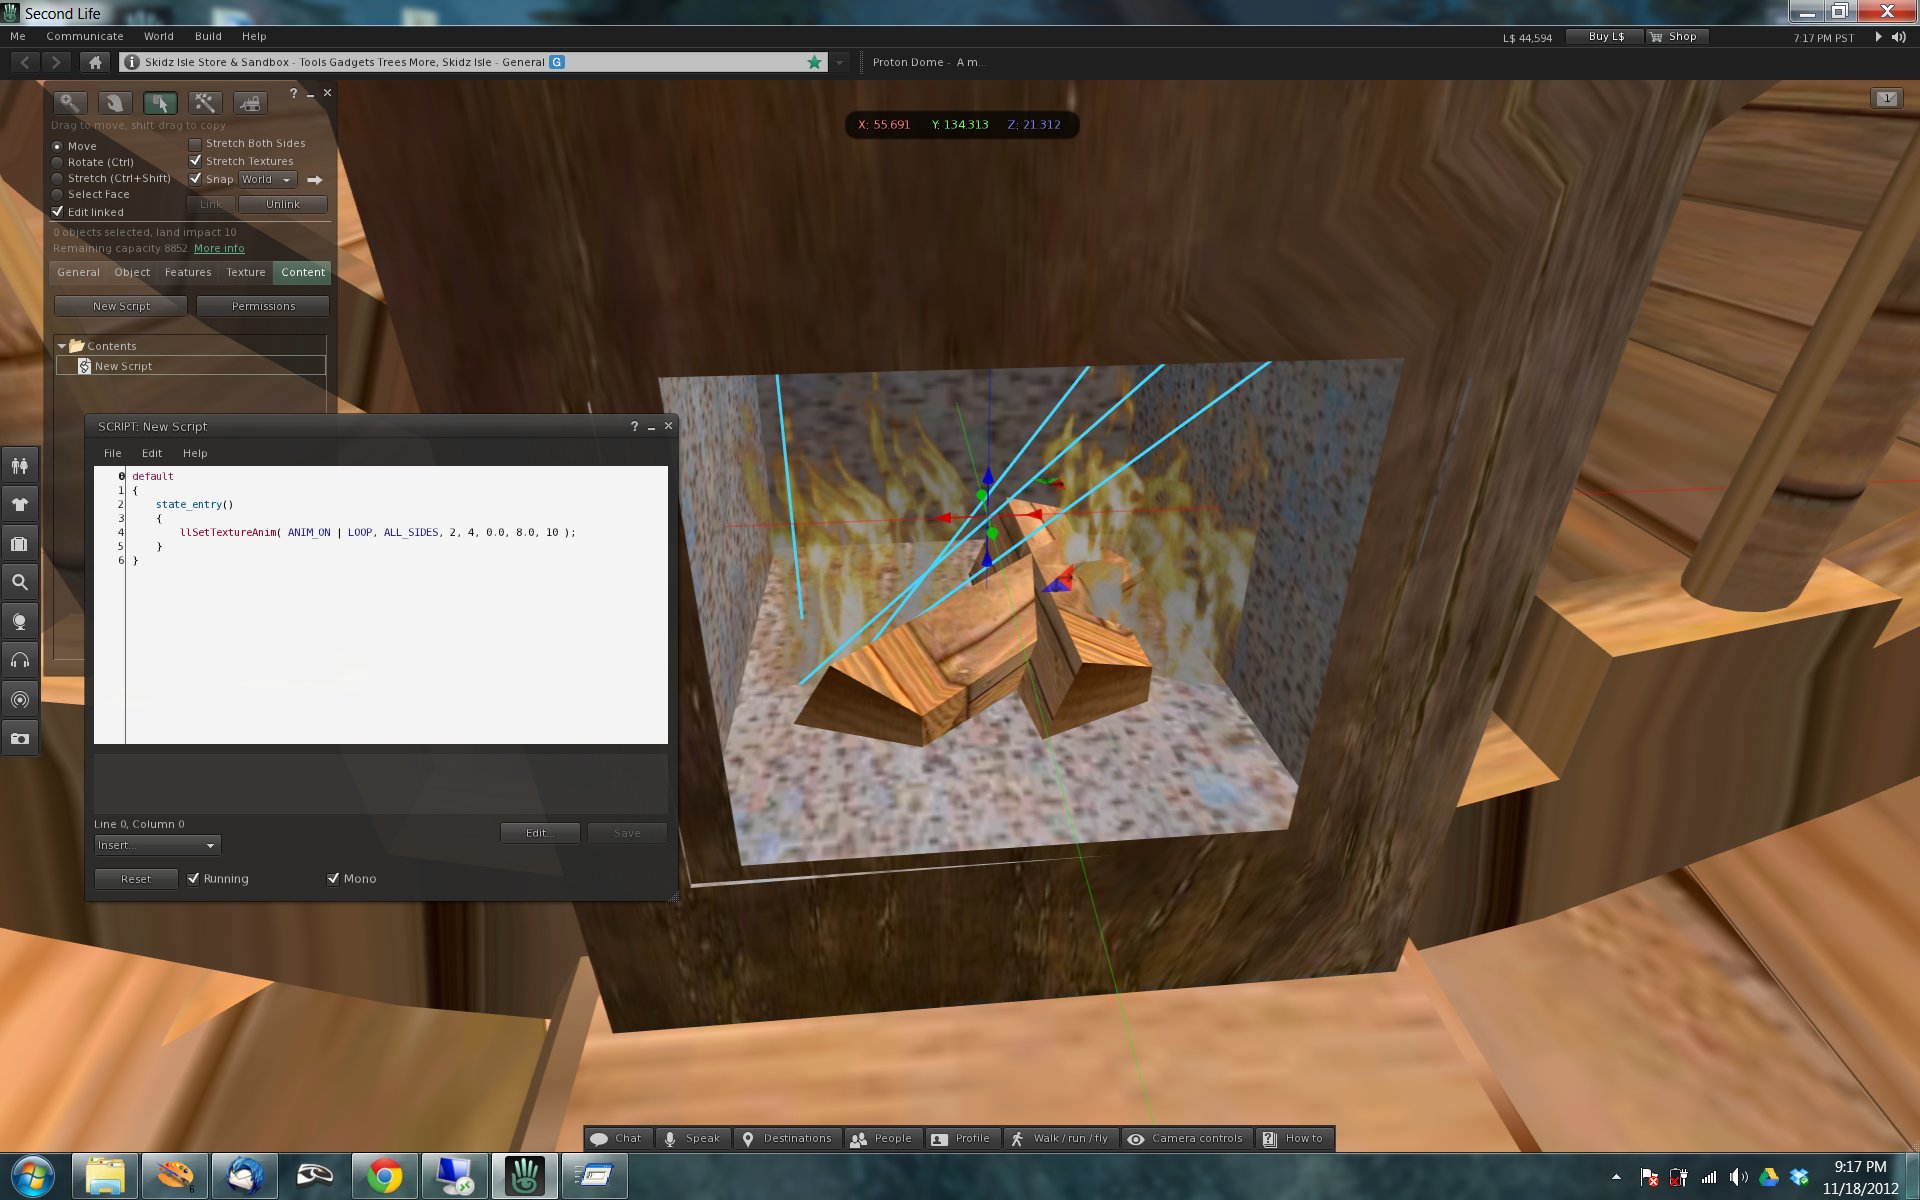 Second Life
Me Communicate World Build Help
L$ 44,594 Buy L$ Shop 7:17 PM PST
Skidz Isle Store & Sandbox - Tools Gadgets Trees More, Skidz Isle - General G
Proton Dome - A m...
1
? 
Drag to move, shift-drag to copy
Move
Rotate (Ctrl)
Stretch (Ctrl+Shift)
Select Face
Edit linked
Stretch Both Sides
Stretch Textures
Snap World
Link Unlink
0 objects selected, land impact 10
Remaining capacity 8852. More info
General Object Features Texture Content
New Script Permissions
Contents
New Script
X: 55.691 Y: 134.313 Z: 21.312
SCRIPT: New Script ?
File Edit Help
0 default
1 {
2 state_entry()
3 {
4 llSetTextureAnim( ANIM_ON | LOOP, ALL_SIDES, 2, 4, 0.0, 8.0, 10 );
5 }
6 }
Line 0, Column 0
Insert...
Edit... Save
Reset Running Mono
Chat Speak Destinations People Profile Walk / run / fly Camera controls How to
9:17 PM
11/18/2012